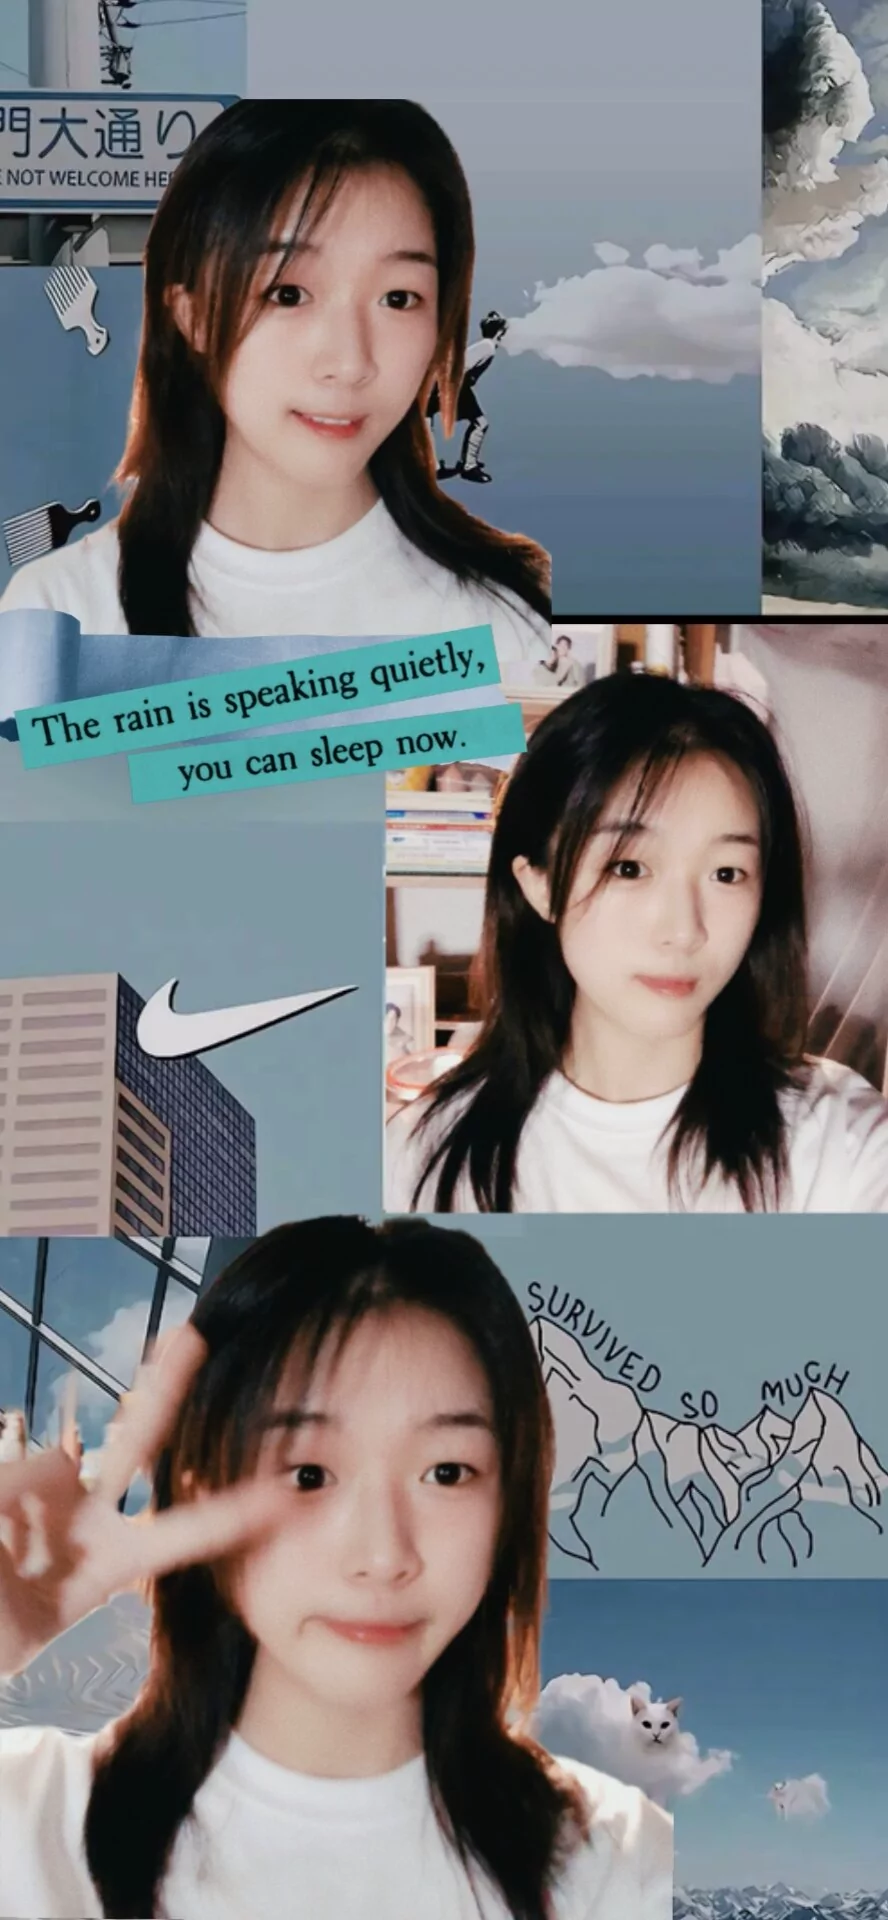 門大通り
NOT WELCOME HE
The rain is speaking quietly,
you can sleep now.
SURVIVED SO MUCH